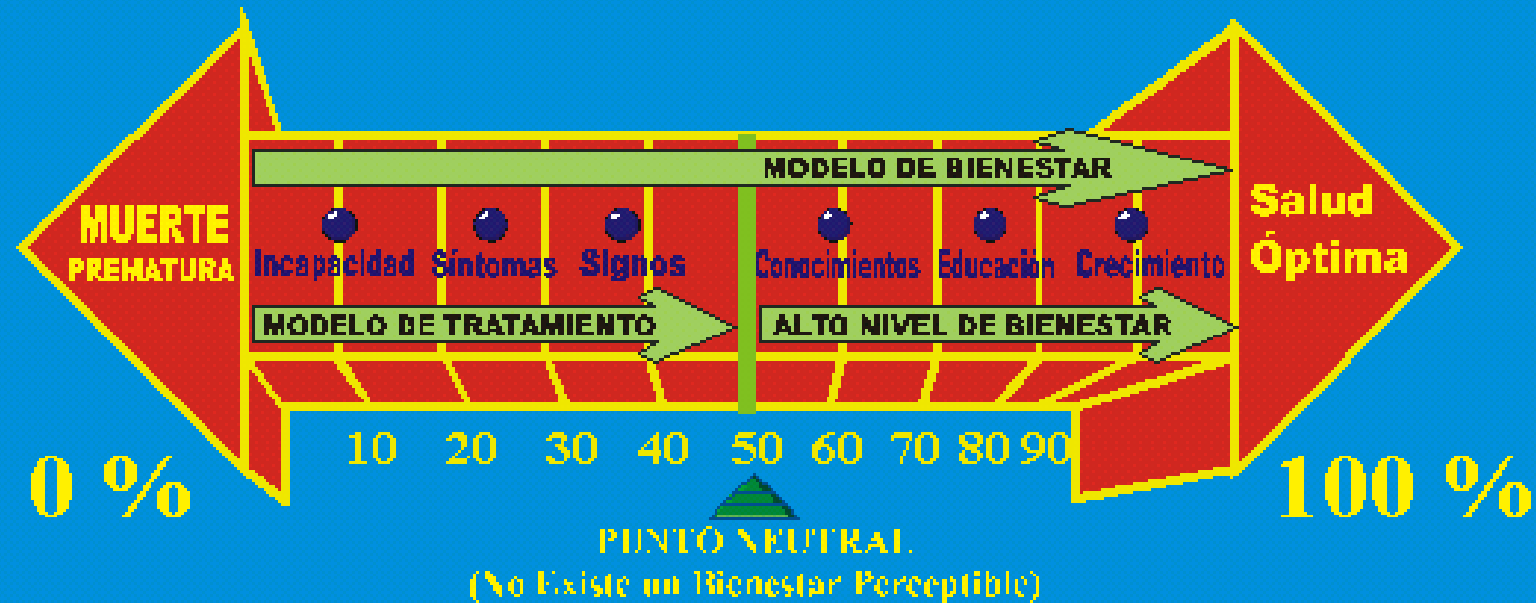 MODELO DE BIENESTAR
MUERTE
PREMATURA
Incapacidad Síntomas Signos Conocimientos Educación Crecimiento
Salud
Óptima
MODELO DE TRATAMIENTO ALTO NIVEL DE BIENESTAR
10 20 30 40 50 60 70 80 90
0 % 100 %
PUNTO NEUTRAL
(No Existe un Bienestar Perceptible)